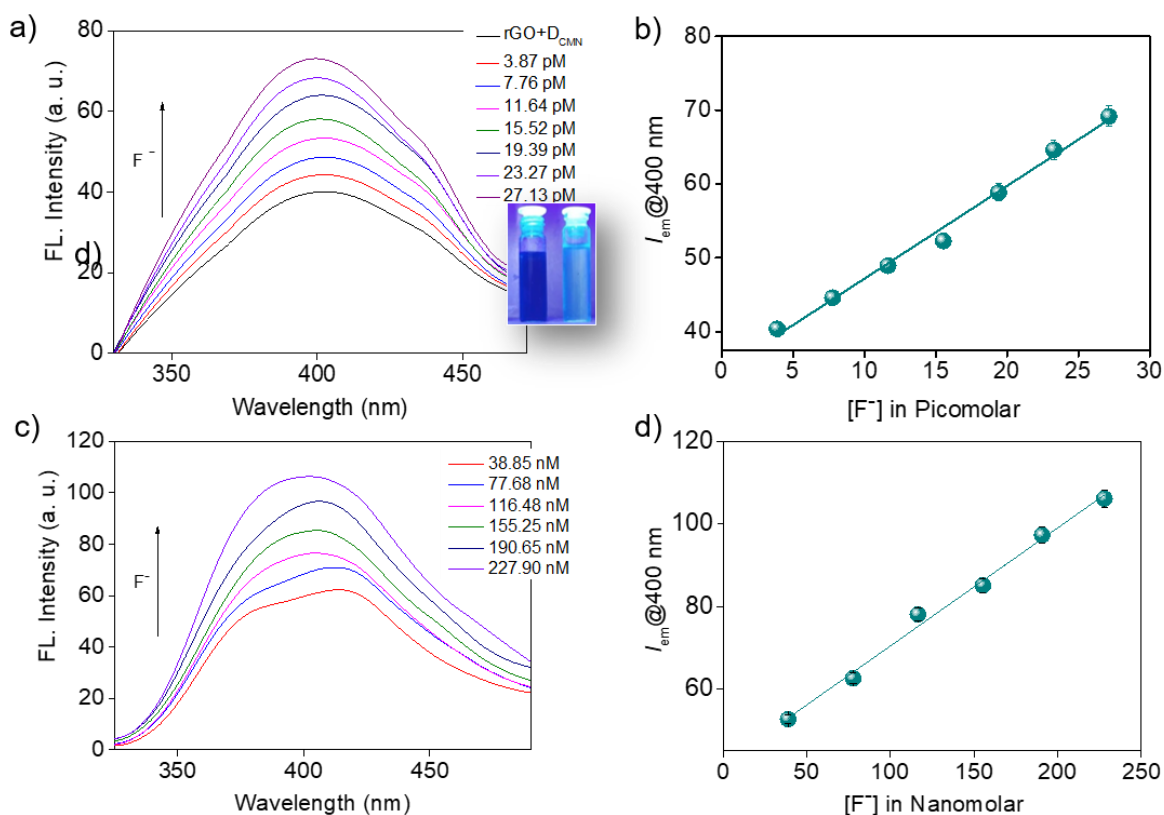 a)
FL. Intensity (a. u.)
80
60
40
20
0
F⁻
d)
rGO+D_CMN
3.87 pM
7.76 pM
11.64 pM
15.52 pM
19.39 pM
23.27 pM
27.13 pM
350 400 450
Wavelength (nm)
b)
I_em@400 nm
80
70
60
50
40
0 5 10 15 20 25 30
[F⁻] in Picomolar
c)
FL. Intensity (a. u.)
120
100
80
60
40
20
0
F⁻
38.85 nM
77.68 nM
116.48 nM
155.25 nM
190.65 nM
227.90 nM
350 400 450
Wavelength (nm)
d)
I_em@400 nm
120
100
80
60
0 50 100 150 200 250
[F⁻] in Nanomolar